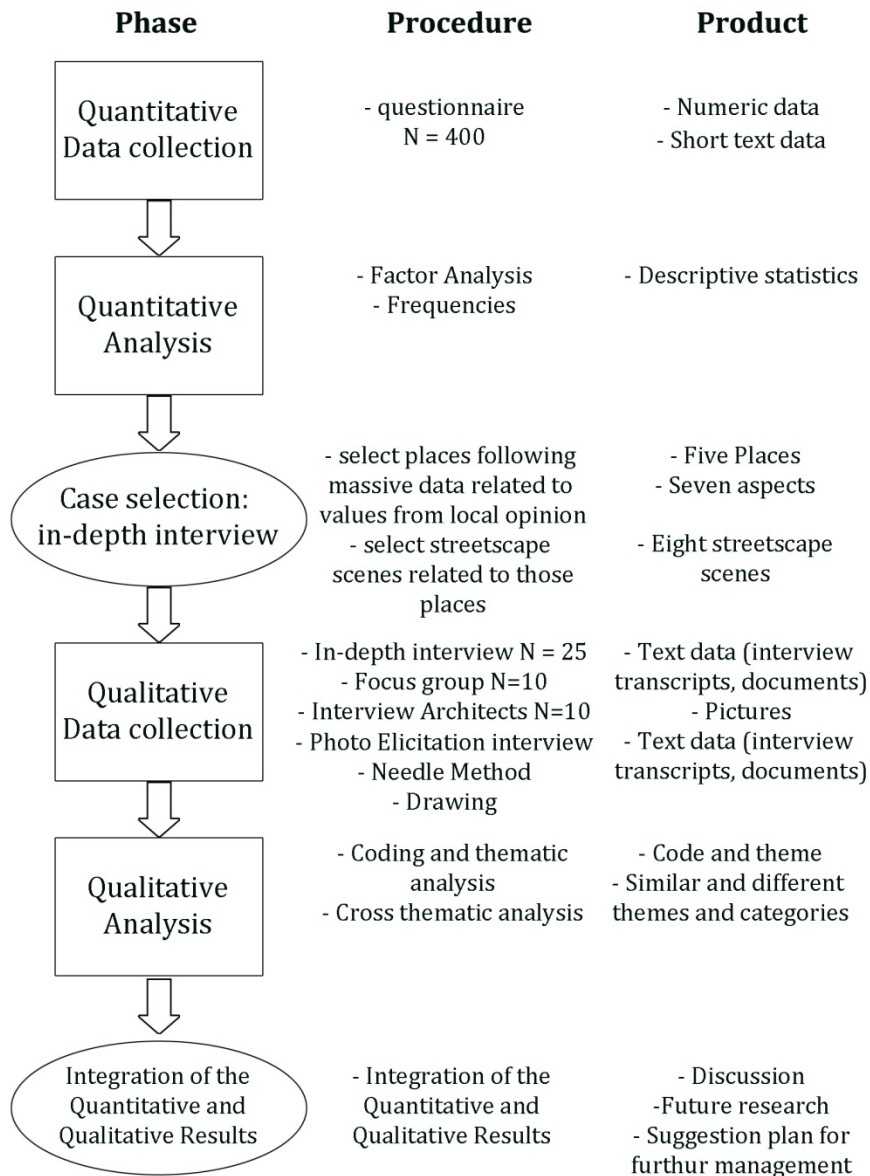 Phase Procedure Product
Quantitative
Data collection
- questionnaire
N = 400
- Numeric data
- Short text data
Quantitative
Analysis
- Factor Analysis
- Frequencies
- Descriptive statistics
Case selection:
in-depth interview
- select places following
massive data related to
values from local opinion
- select streetscape
scenes related to those
places
- Five Places
- Seven aspects
- Eight streetscape
scenes
Qualitative
Data collection
- In-depth interview N = 25
- Focus group N=10
- Interview Architects N=10
- Photo Elicitation interview
- Needle Method
- Drawing
- Text data (interview
transcripts, documents)
- Pictures
- Text data (interview
transcripts, documents)
Qualitative
Analysis
- Coding and thematic
analysis
- Cross thematic analysis
- Code and theme
- Similar and different
themes and categories
Integration of the
Quantitative and
Qualitative Results
- Integration of the
Quantitative and
Qualitative Results
- Discussion
-Future research
- Suggestion plan for
furthur management